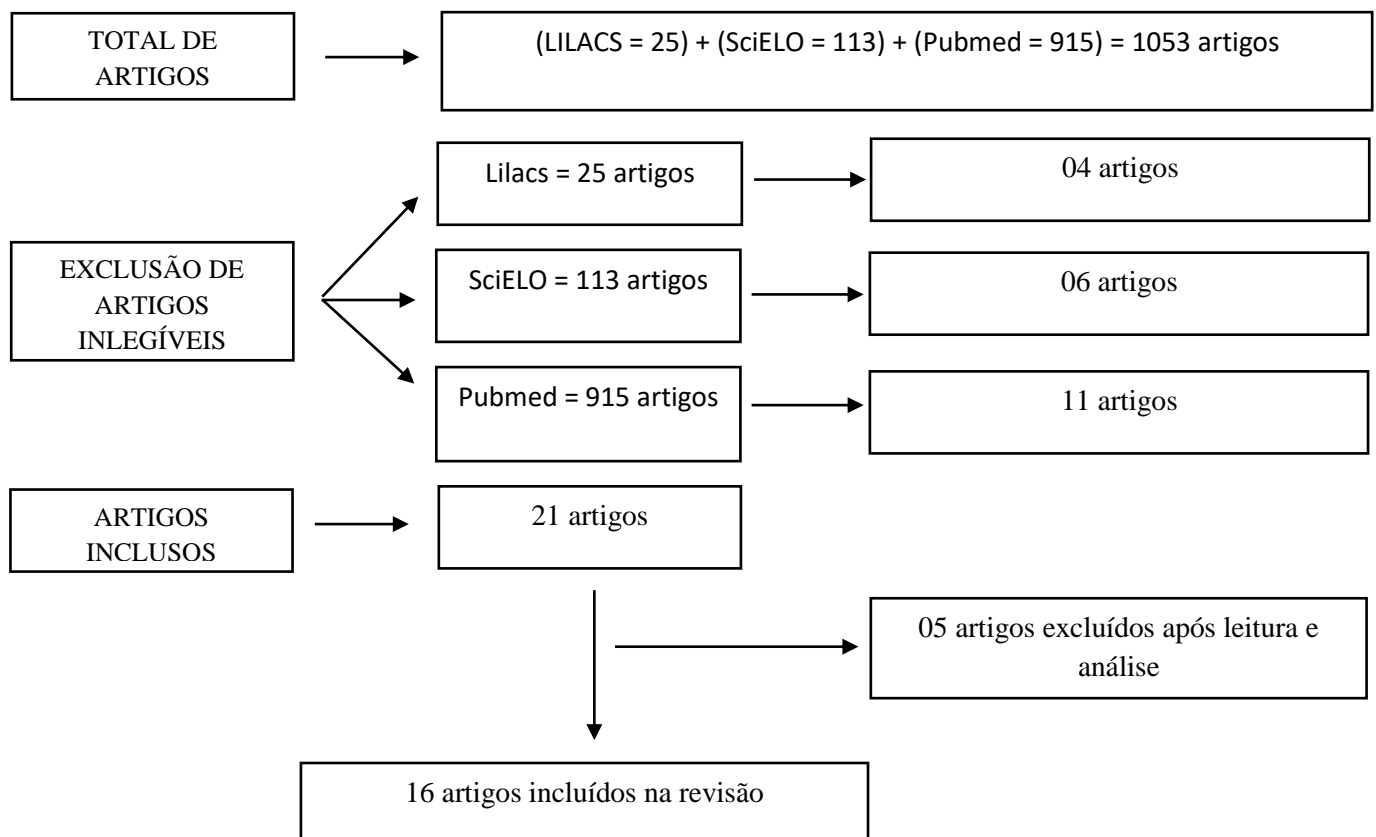 TOTAL DE
ARTIGOS
(LILACS = 25) + (SciELO = 113) + (Pubmed = 915) = 1053 artigos
Lilacs = 25 artigos
04 artigos
EXCLUSÃO DE
ARTIGOS
INLEGÍVEIS
SciELO = 113 artigos
06 artigos
Pubmed = 915 artigos
11 artigos
ARTIGOS
INCLUSOS
21 artigos
05 artigos excluídos após leitura e
análise
16 artigos incluídos na revisão